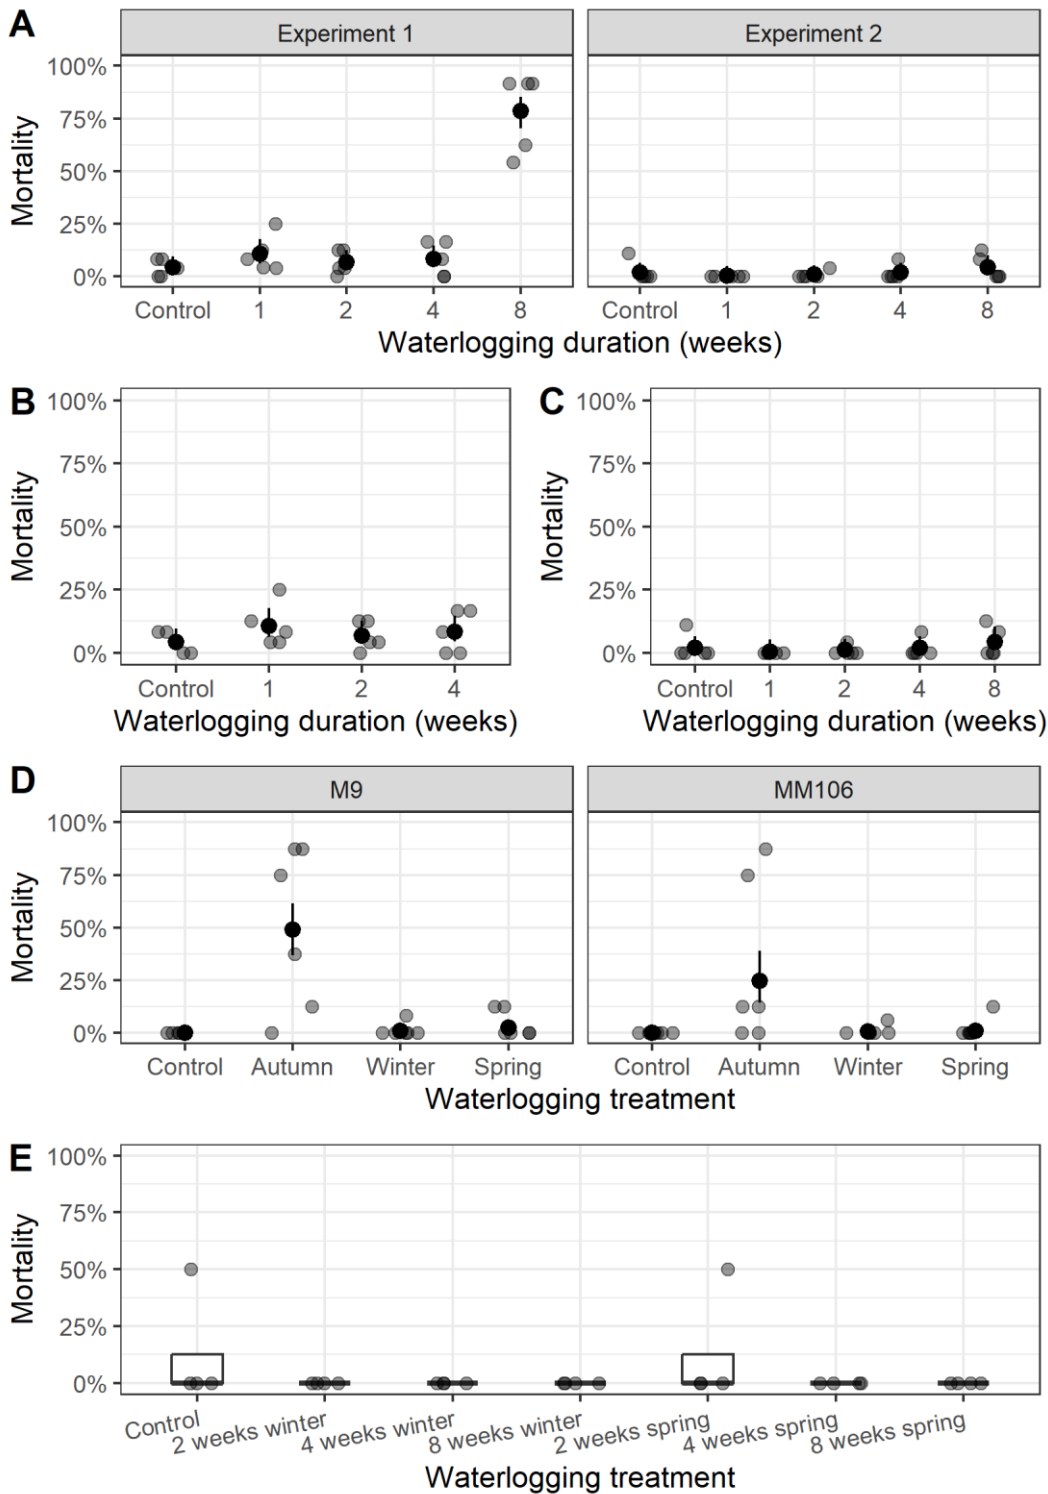 A
Experiment 1
Experiment 2
100%
75%
50%
25%
0%
Mortality
Control 1 2 4 8
Control 1 2 4 8
Waterlogging duration (weeks)
B
100%
75%
50%
25%
0%
Mortality
Control 1 2 4
Waterlogging duration (weeks)
C
100%
75%
50%
25%
0%
Mortality
Control 1 2 4 8
Waterlogging duration (weeks)
D
M9
MM106
100%
75%
50%
25%
0%
Mortality
Control Autumn Winter Spring
Control Autumn Winter Spring
Waterlogging treatment
E
100%
75%
50%
25%
0%
Mortality
Control
2 weeks winter
4 weeks winter
8 weeks winter
2 weeks spring
4 weeks spring
8 weeks spring
Waterlogging treatment